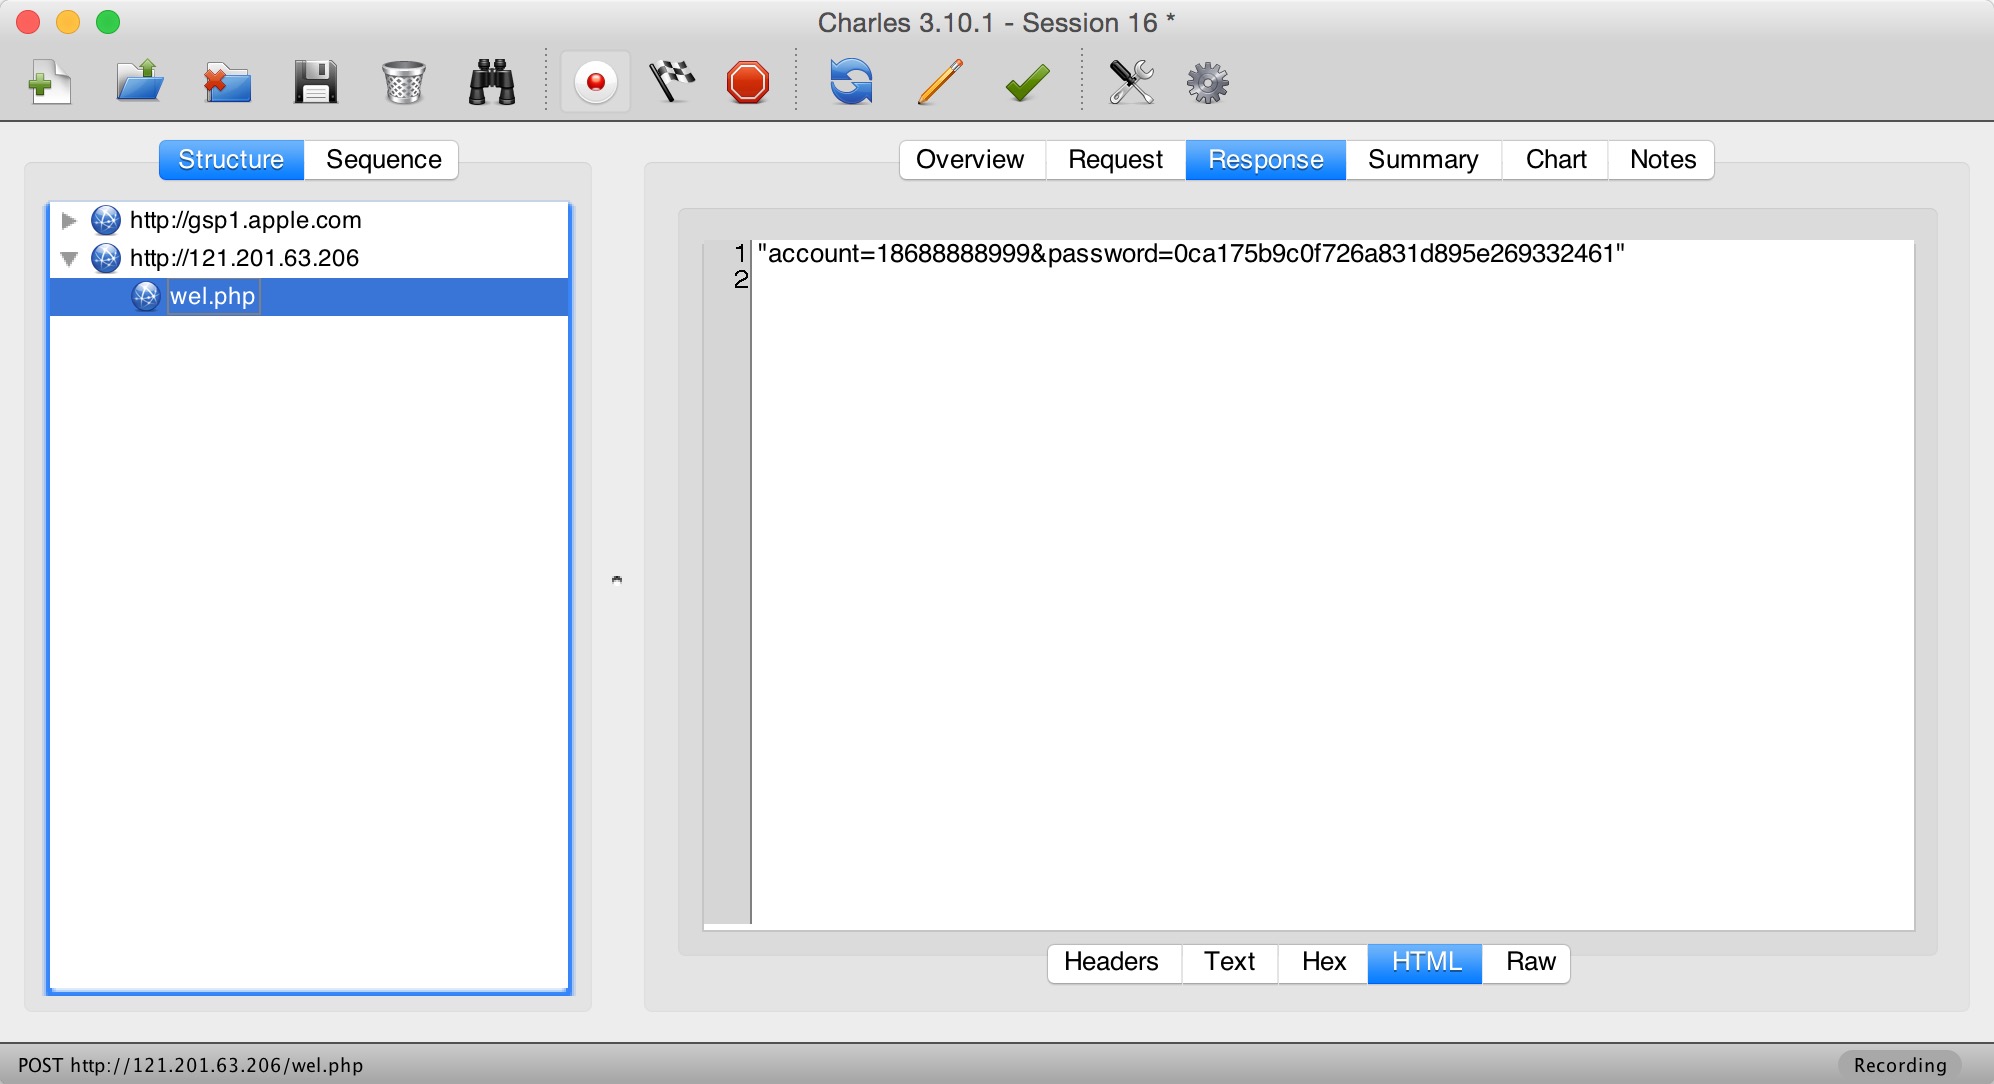 Charles 3.10.1 - Session 16 *
Structure Sequence
Overview Request Response Summary Chart Notes
http://gsp1.apple.com
http://121.201.63.206
wel.php
1 "account=18688888999&password=0ca175b9c0f726a831d895e269332461"
2
Headers Text Hex HTML Raw
POST http://121.201.63.206/wel.php
Recording